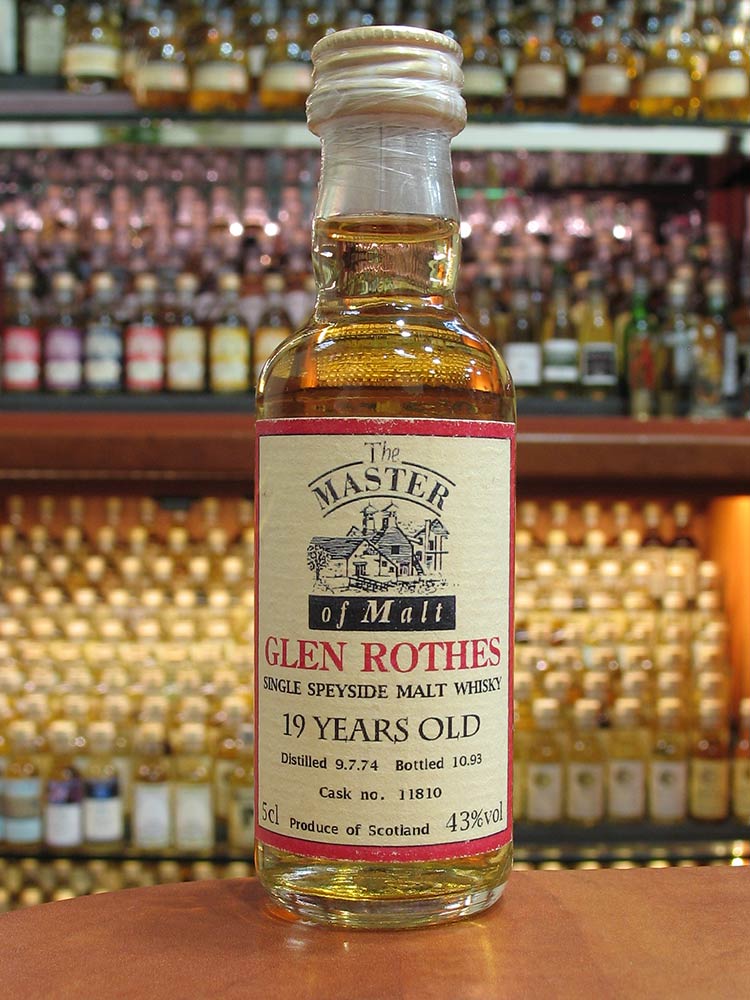 The
MASTER
of Malt
GLEN ROTHES
SINGLE SPEYSIDE MALT WHISKY
19 YEARS OLD
Distilled 9.7.74 Bottled 10.93
Cask no. 11810
5cl Produce of Scotland 43%vol